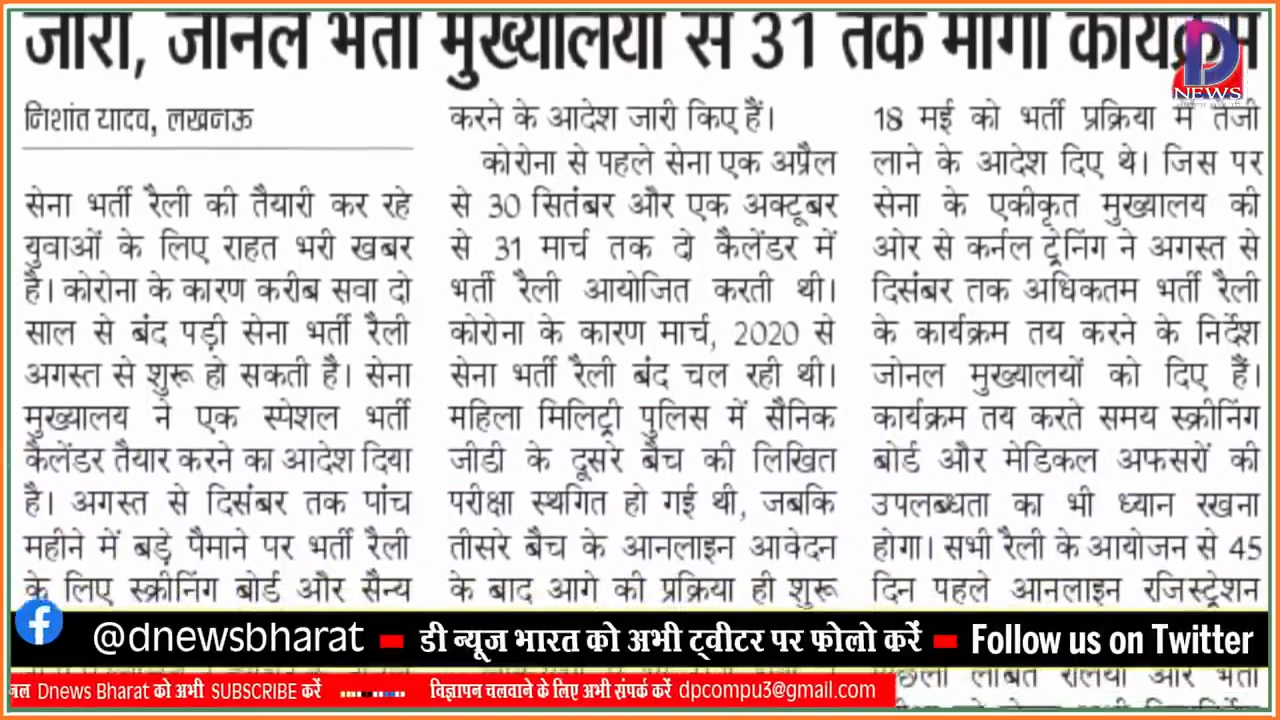 जारी, जोनल भर्ती मुख्यालयों से 31 तक मांगा कार्यक्रम
D
NEWS
निशांत यादव, लखनऊ
सेना भर्ती रैली की तैयारी कर रहे
युवाओं के लिए राहत भरी खबर
है। कोरोना के कारण करीब सवा दो
साल से बंद पड़ी सेना भर्ती रैली
अगस्त से शुरू हो सकती है। सेना
मुख्यालय ने एक स्पेशल भर्ती
कैलेंडर तैयार करने का आदेश दिया
है। अगस्त से दिसंबर तक पांच
महीने में बड़े पैमाने पर भर्ती रैली
के लिए स्क्रीनिंग बोर्ड और सैन्य
करने के आदेश जारी किए हैं।
कोरोना से पहले सेना एक अप्रैल
से 30 सितंबर और एक अक्टूबर
से 31 मार्च तक दो कैलेंडर में
भर्ती रैली आयोजित करती थी।
कोरोना के कारण मार्च, 2020 से
सेना भर्ती रैली बंद चल रही थी।
महिला मिलिट्री पुलिस में सैनिक
जीडी के दूसरे बैच की लिखित
परीक्षा स्थगित हो गई थी, जबकि
तीसरे बैच के आनलाइन आवेदन
के बाद आगे की प्रक्रिया ही शुरू
18 मई को भर्ती प्रक्रिया में तेजी
लाने के आदेश दिए थे। जिस पर
सेना के एकीकृत मुख्यालय की
ओर से कर्नल ट्रेनिंग ने अगस्त से
दिसंबर तक अधिकतम भर्ती रैली
के कार्यक्रम तय करने के निर्देश
जोनल मुख्यालयों को दिए हैं।
कार्यक्रम तय करते समय स्क्रीनिंग
बोर्ड और मेडिकल अफसरों की
उपलब्धता का भी ध्यान रखना
होगा। सभी रैली के आयोजन से 45
दिन पहले आनलाइन रजिस्ट्रेशन
लंबित रैलियां और भर्ती
@dnewsbharat - डी न्यूज भारत को अभी ट्वीटर पर फोलो करें - Follow us on Twitter
Dnews Bharat को अभी SUBSCRIBE करें विज्ञापन चलवाने के लिए अभी संपर्क करें dpcompu3@gmail.com